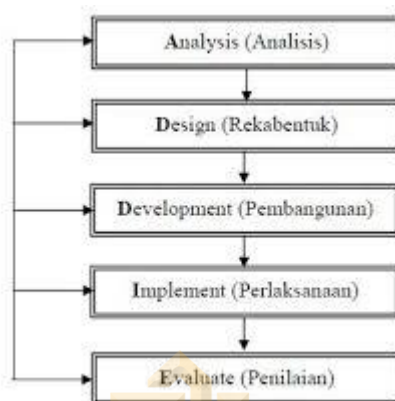 Analysis (Analisis)
Design (Rekabentuk)
Development (Pembangunan)
Implement (Perlaksanaan)
Evaluate (Penilaian)